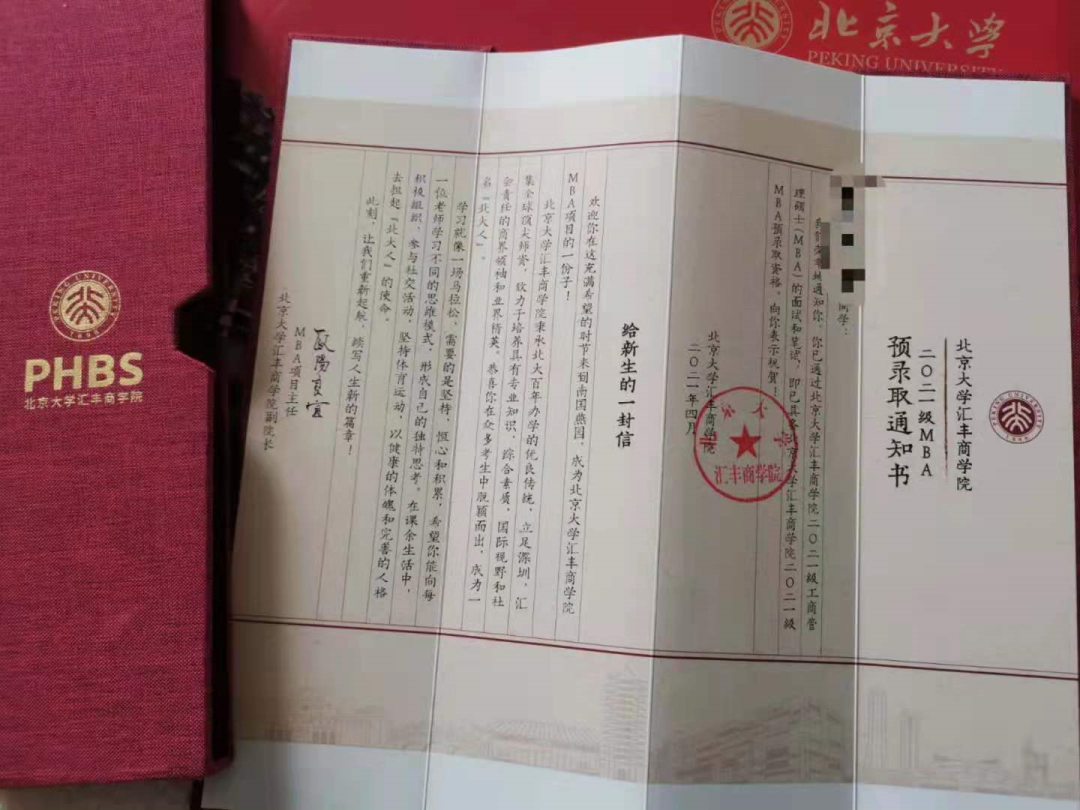 北京大学
PEKING UNIVERSITY
PEKING UNIVERSITY
1898
PHBS
北京大学汇丰商学院
PEKING UNIVERSITY
1898
北京大学汇丰商学院
二〇二一级MBA
预录取通知书
同学:
通知你,你已通过北京大学汇丰商学院二〇二一级工商管
理硕士(MBA)的面试和笔试,即已具备北京大学汇丰商学院二〇二一级
MBA预录取资格。向你表示祝贺!
北京大学汇丰商学院
二〇二一年四月
汇丰商学院
给新生的一封信
欢迎你在这充满希望的时节来到南国燕园,成为北京大学汇丰商学院
MBA项目的一份子!
北京大学汇丰商学院秉承北大百年办学的优良传统,立足深圳,汇
集全球顶尖师资,致力于培养具有专业知识、综合素质、国际视野和社
会责任的商界领袖和业界精英。恭喜你在众多考生中脱颖而出,成为一
名“北大人”。
学习就像一场马拉松,需要的是坚持、恒心和积累,希望你能向每
一位老师学习不同的思维模式,形成自己的独特思考。在课余生活中,
积极组织、参与社交活动,坚持体育运动,以健康的体魄和完善的人格
去担起“北大人”的使命。
此刻,让我们重新起航、续写人生新的篇章!
MBA项目主任
北京大学汇丰商学院副院长